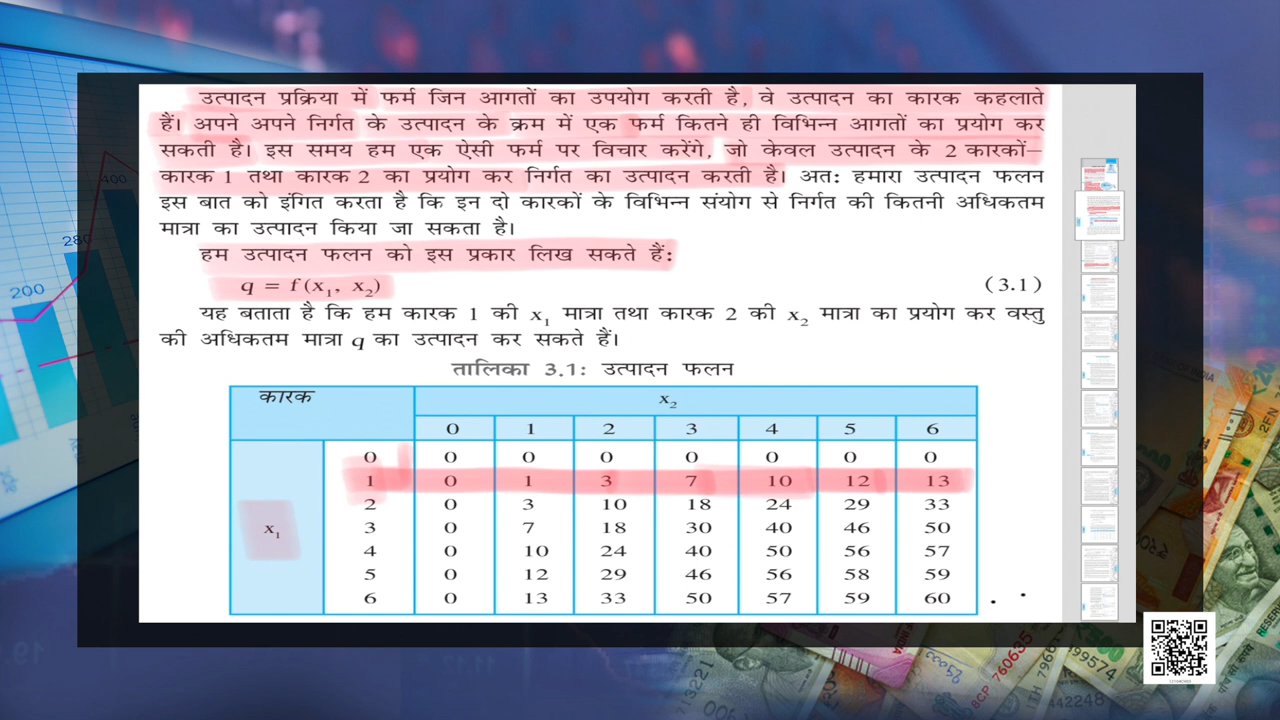 उत्पादन प्रक्रिया में फर्म जिन आगतों का उपयोग करती है, वे उत्पादन का कारक कहलाते
हैं। अपने अपने निर्गत के उत्पादन के क्रम में एक फर्म कितने ही विभिन्न आगतों का प्रयोग कर
सकती है। इस समय हम एक ऐसी फर्म पर विचार करेंगे, जो केवल उत्पादन के 2 कारकों–
कारक 1 तथा कारक 2 का प्रयोग कर निर्गत का उत्पादन करती है। अत: हमारा उत्पादन फलन
इस बात को इंगित करता है कि इन दो कारकों के विभिन्न संयोग से निर्गत की कितनी अधिकतम
मात्रा का उत्पादन किया जा सकता है।
हम उत्पादन फलन को इस प्रकार लिख सकते हैं:
q = f (x₁, x₂) (3.1)
यह बताता है कि हम कारक 1 की x₁ मात्रा तथा कारक 2 की x₂ मात्रा का प्रयोग कर वस्तु
की अधिकतम मात्रा q का उत्पादन कर सकते हैं।
तालिका 3.1: उत्पादन फलन
कारक x₂
0 1 2 3 4 5 6
0 0 0 0 0 0 0 0
1 0 1 3 7 10 12 13
2 0 3 10 18 24 29 33
x₁ 3 0 7 18 30 40 46 50
4 0 10 24 40 50 56 57
5 0 12 29 46 56 58 59
6 0 13 33 50 57 59 60
200
400